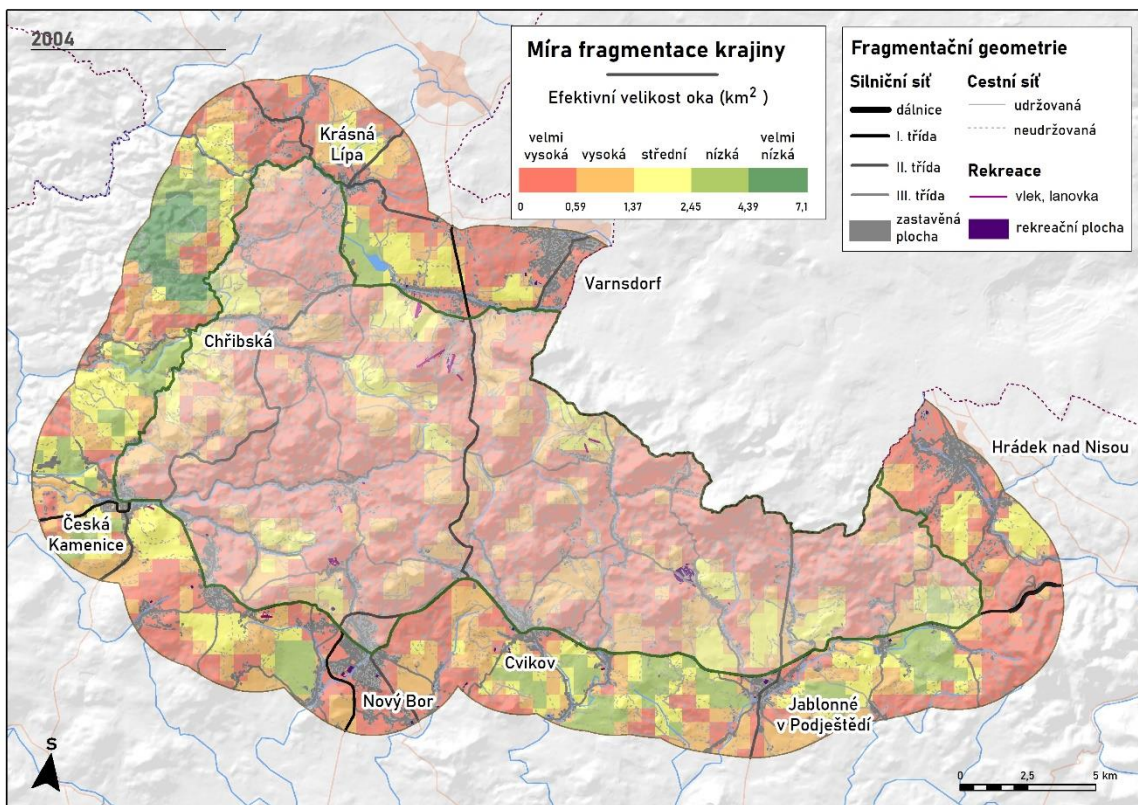 2004
Míra fragmentace krajiny
Efektivní velikost oka (km²)
velmi vysoká
vysoká
střední
nízká
velmi nízká
0
0,59
1,37
2,45
4,39
7,1
Fragmentační geometrie
Silniční síť
dálnice
I. třída
II. třída
III. třída
zastavěná
plocha
Cestní síť
udržovaná
neudržovaná
Rekreace
vlek, lanovka
rekreační plocha
Krásná
Lípa
Varnsdorf
Chřibská
Hrádek nad Nisou
Česká
Kamenice
Cvikov
Nový Bor
Jablonné
v Podještědí
S
0
2,5
5 km